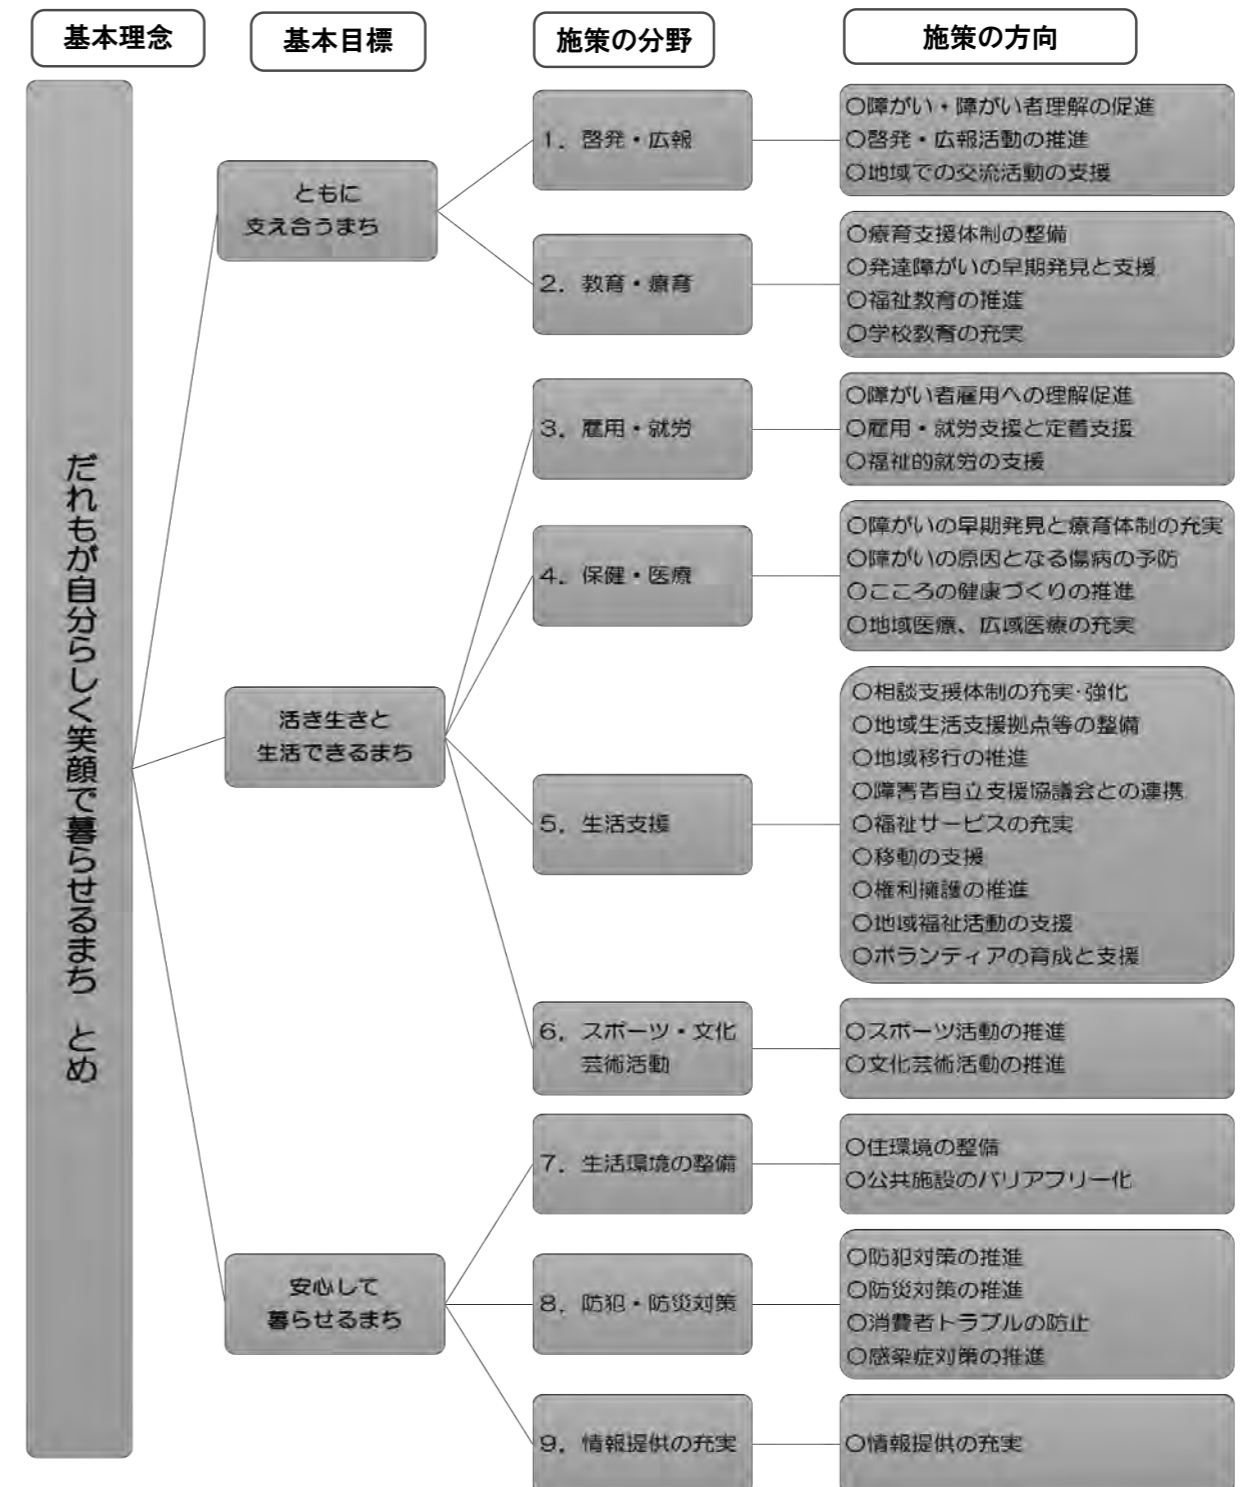 基本理念
基本目標
施策の分野
施策の方向
だれもが自分らしく笑顔で暮らせるまち　とめ
ともに
支え合うまち
1．啓発・広報
○障がい・障がい者理解の促進
○啓発・広報活動の推進
○地域での交流活動の支援
2．教育・療育
○療育支援体制の整備
○発達障がいの早期発見と支援
○福祉教育の推進
○学校教育の充実
活き生きと
生活できるまち
3．雇用・就労
○障がい者雇用への理解促進
○雇用・就労支援と定着支援
○福祉的就労の支援
4．保健・医療
○障がいの早期発見と療育体制の充実
○障がいの原因となる傷病の予防
○こころの健康づくりの推進
○地域医療、広域医療の充実
5．生活支援
○相談支援体制の充実・強化
○地域生活支援拠点等の整備
○地域移行の推進
○障害者自立支援協議会との連携
○福祉サービスの充実
○移動の支援
○権利擁護の推進
○地域福祉活動の支援
○ボランティアの育成と支援
6．スポーツ・文化
芸術活動
○スポーツ活動の推進
○文化芸術活動の推進
安心して
暮らせるまち
7．生活環境の整備
○住環境の整備
○公共施設のバリアフリー化
8．防犯・防災対策
○防犯対策の推進
○防災対策の推進
○消費者トラブルの防止
○感染症対策の推進
9．情報提供の充実
○情報提供の充実